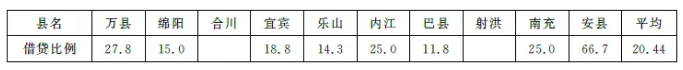 县名 万县 绵阳 合川 宜宾 乐山 内江 巴县 射洪 南充 安县 平均
借贷比例 27.8 15.0 18.8 14.3 25.0 11.8 25.0 66.7 20.44